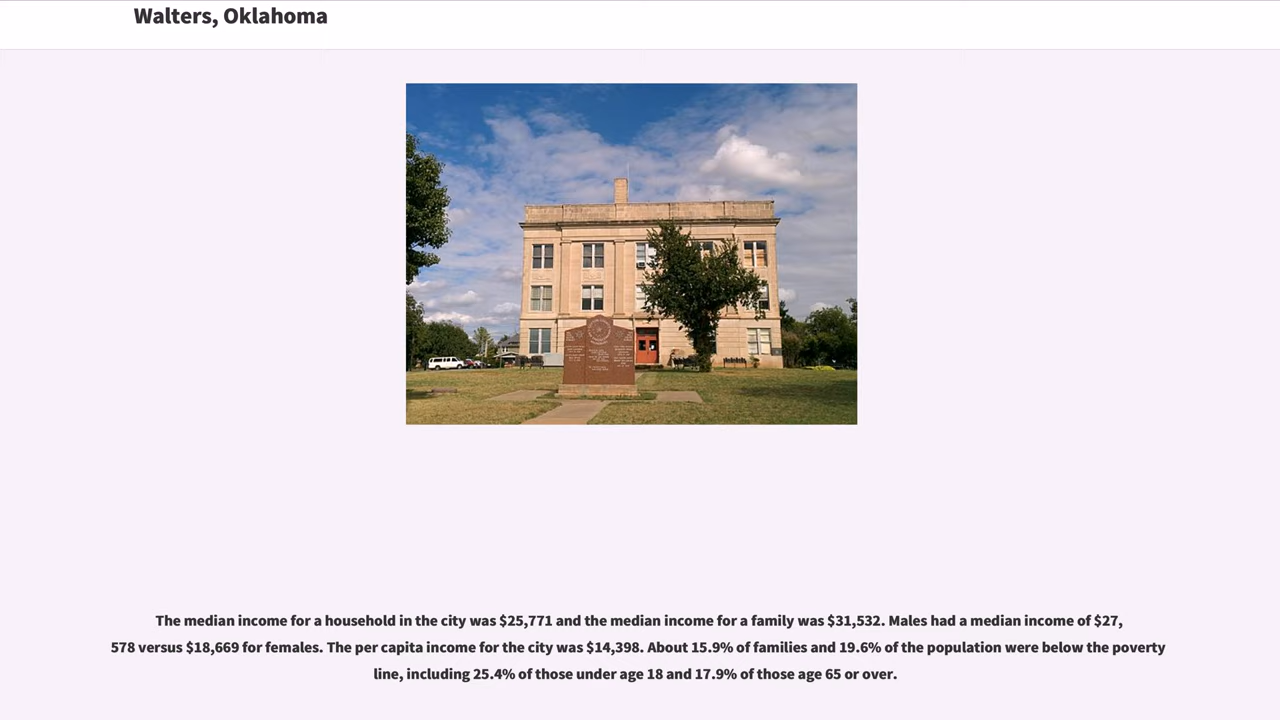 Walters, Oklahoma
The median income for a household in the city was $25,771 and the median income for a family was $31,532. Males had a median income of $27,
578 versus $18,669 for females. The per capita income for the city was $14,398. About 15.9% of families and 19.6% of the population were below the poverty
line, including 25.4% of those under age 18 and 17.9% of those age 65 or over.